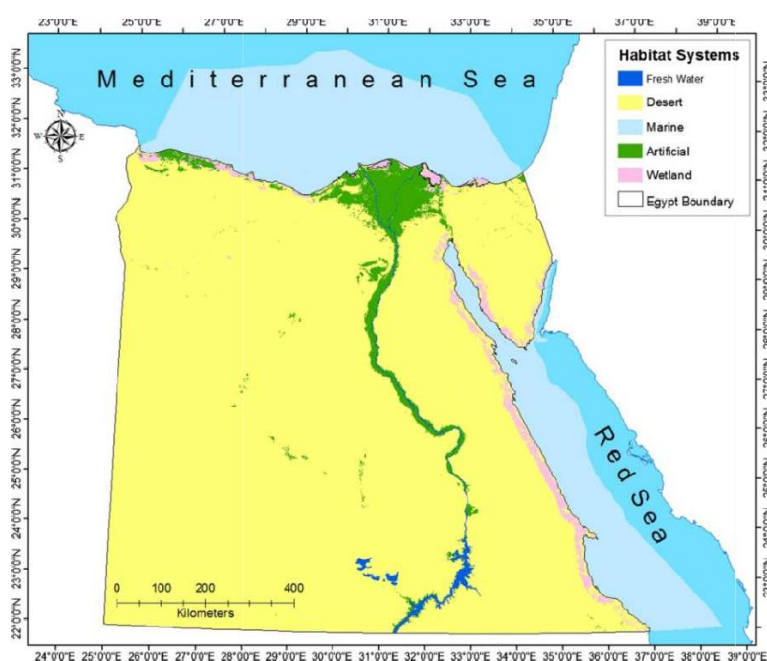 23°0'0"E 25°0'0"E 27°0'0"E 29°0'0"E 31°0'0"E 33°0'0"E 35°0'0"E 37°0'0"E 39°0'0"E
Mediterranean Sea
Habitat Systems
Fresh Water
Desert
Marine
Artificial
Wetland
Egypt Boundary
N
W E
S
33°0'0"N
32°0'0"N
31°0'0"N
30°0'0"N
29°0'0"N
28°0'0"N
27°0'0"N
26°0'0"N
25°0'0"N
24°0'0"N
23°0'0"N
22°0'0"N
Red Sea
0 100 200 400
Kilometers
24°0'0"E 25°0'0"E 26°0'0"E 27°0'0"E 28°0'0"E 29°0'0"E 30°0'0"E 31°0'0"E 32°0'0"E 33°0'0"E 34°0'0"E 35°0'0"E 36°0'0"E 37°0'0"E 38°0'0"E 39°0'0"E